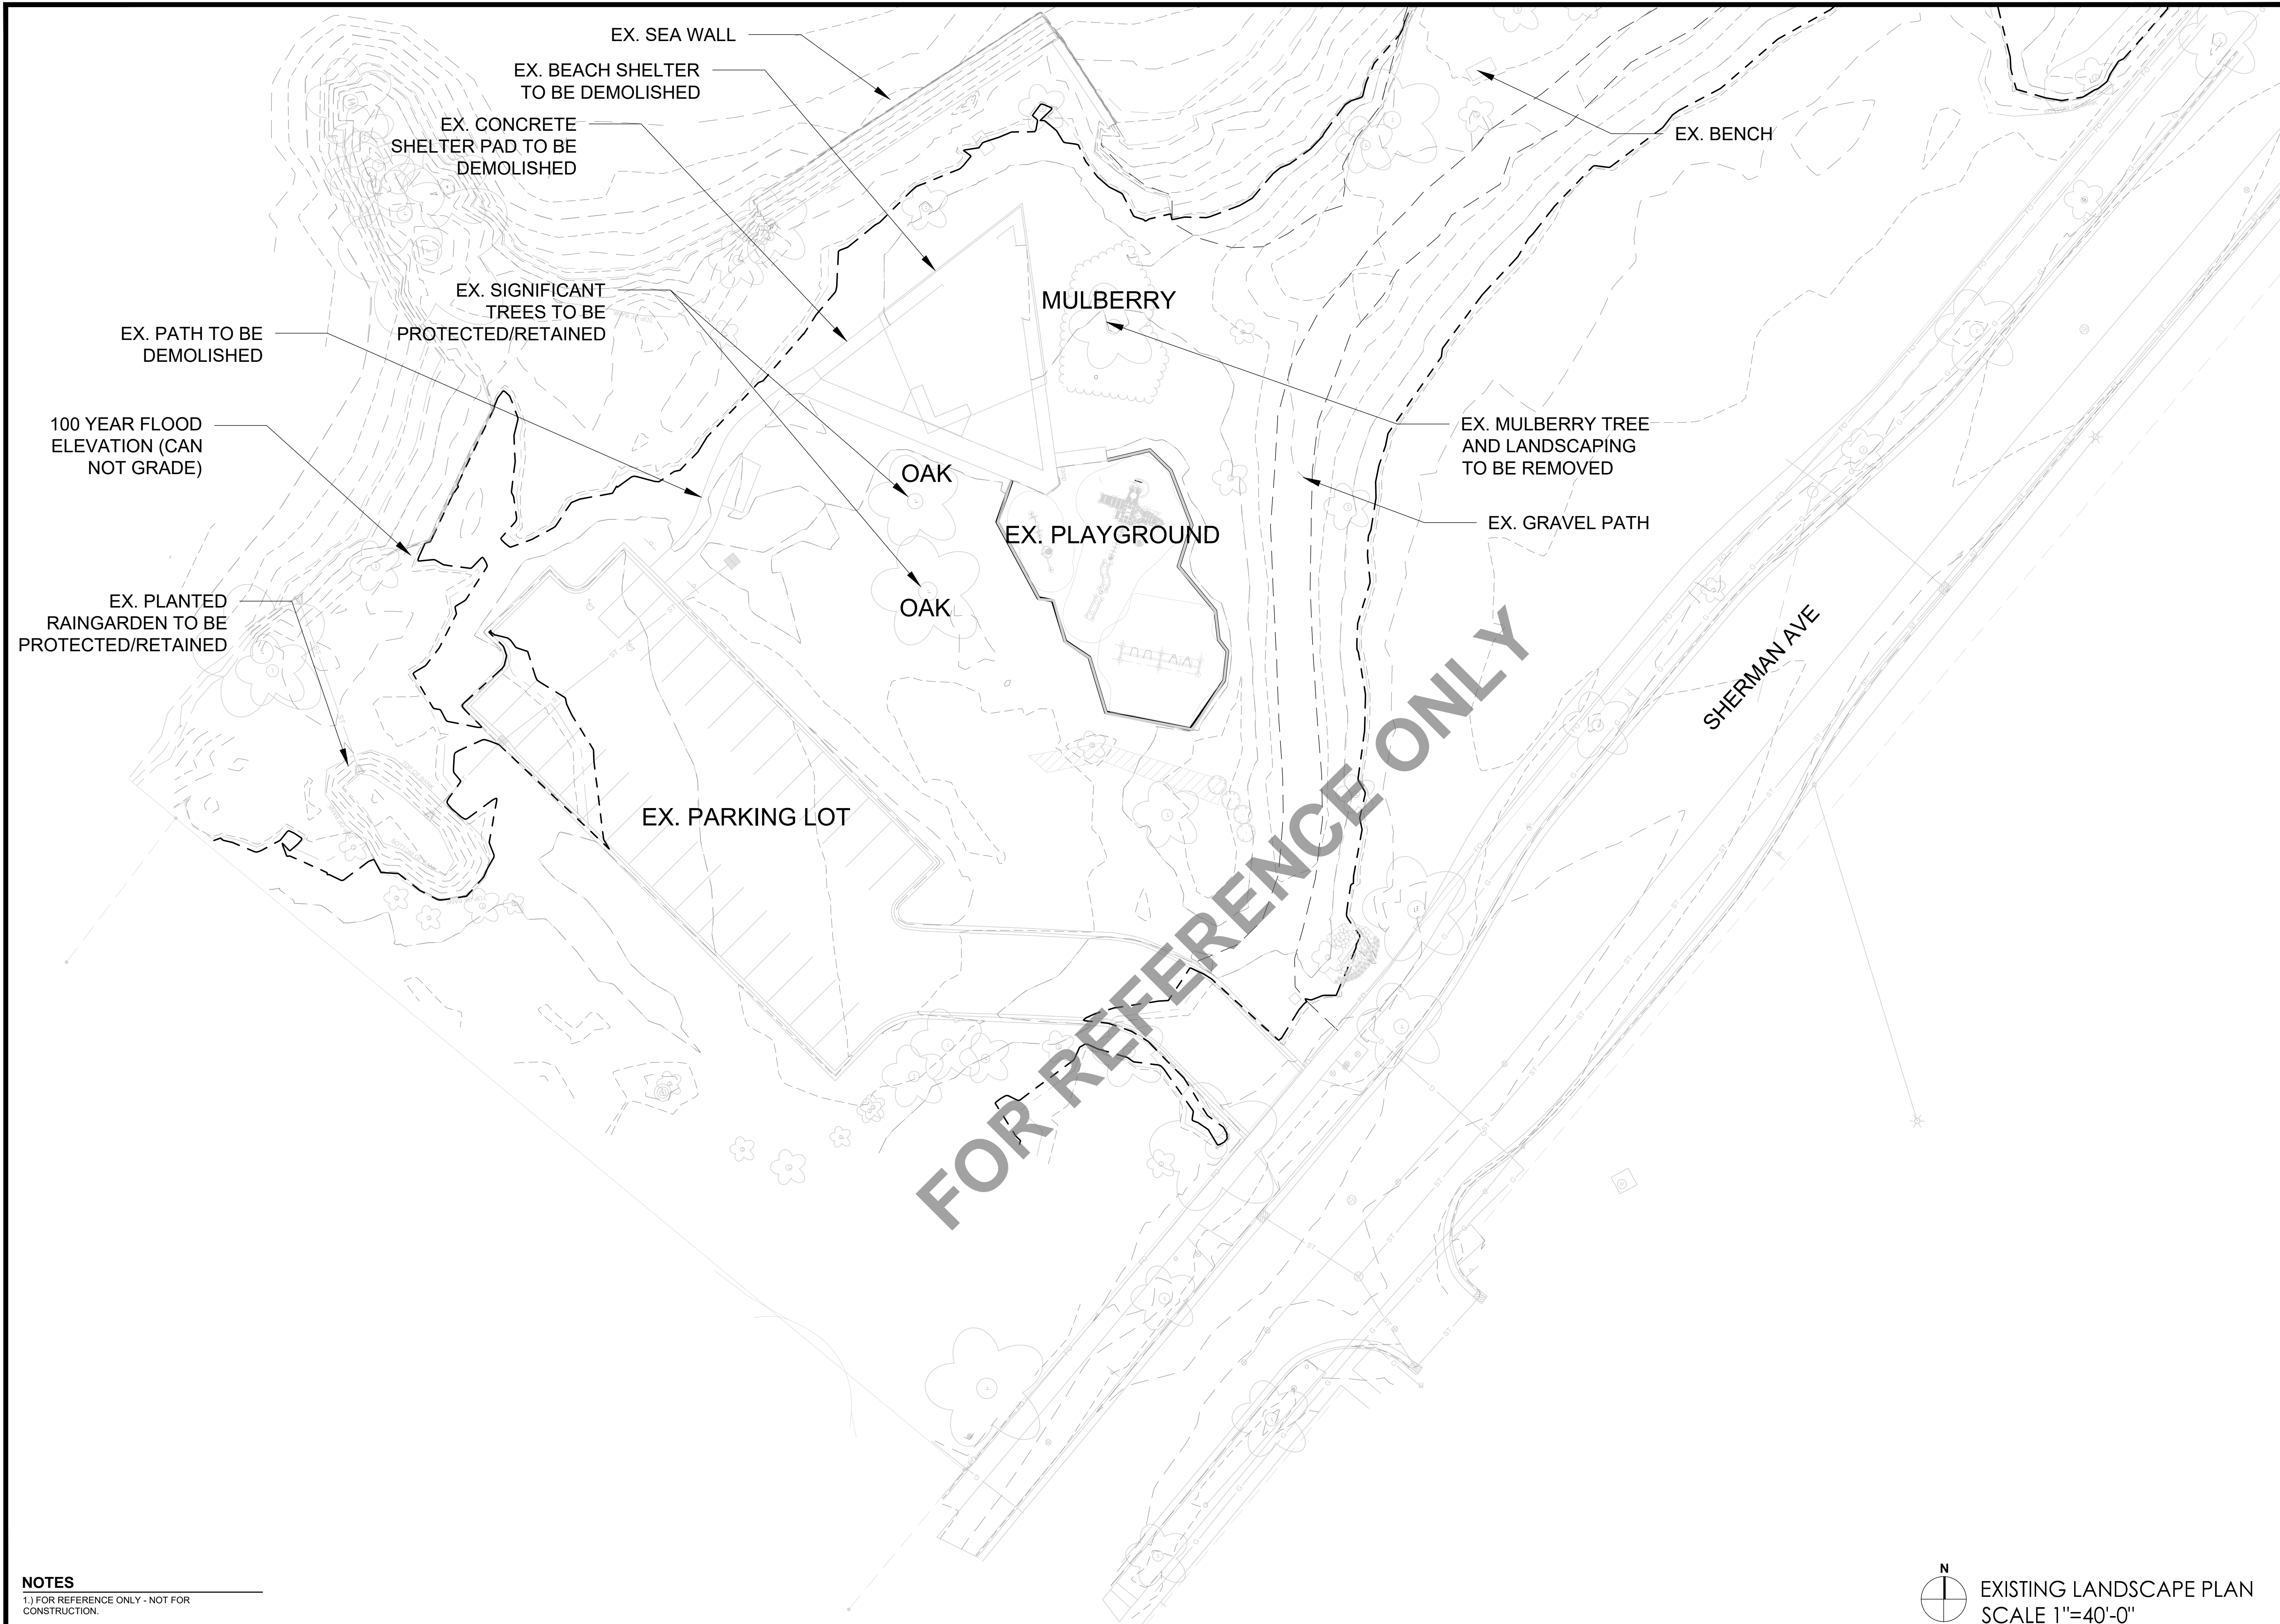 EX. SEA WALL
EX. BEACH SHELTER
TO BE DEMOLISHED
EX. CONCRETE
SHELTER PAD TO BE
DEMOLISHED
EX. BENCH
EX. SIGNIFICANT
TREES TO BE
PROTECTED/RETAINED
MULBERRY
EX. PATH TO BE
DEMOLISHED
100 YEAR FLOOD
ELEVATION (CAN
NOT GRADE)
EX. MULBERRY TREE
AND LANDSCAPING
TO BE REMOVED
OAK
EX. PLAYGROUND
EX. GRAVEL PATH
OAK
EX. PLANTED
RAINGARDEN TO BE
PROTECTED/RETAINED
SHERMAN AVE
EX. PARKING LOT
FOR REFERENCE ONLY
NOTES
1.) FOR REFERENCE ONLY - NOT FOR
CONSTRUCTION.
N
EXISTING LANDSCAPE PLAN
SCALE 1"=40'-0"